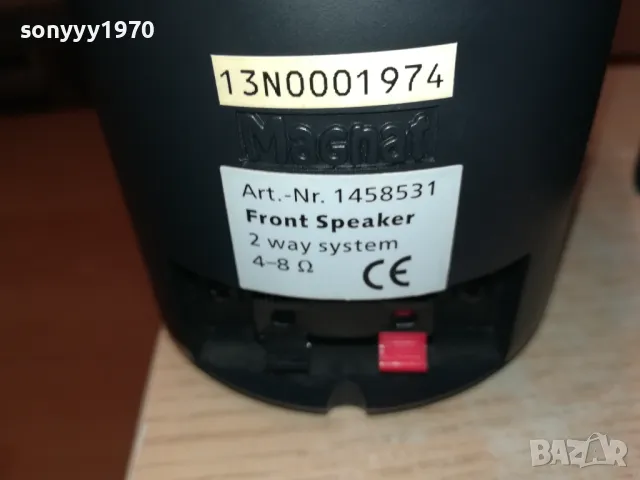 sonyyy1970
13N0001974
Magnat
Art.-Nr. 1458531
Front Speaker
2 way system
4–8 Ω
CE
BAZAR
bg